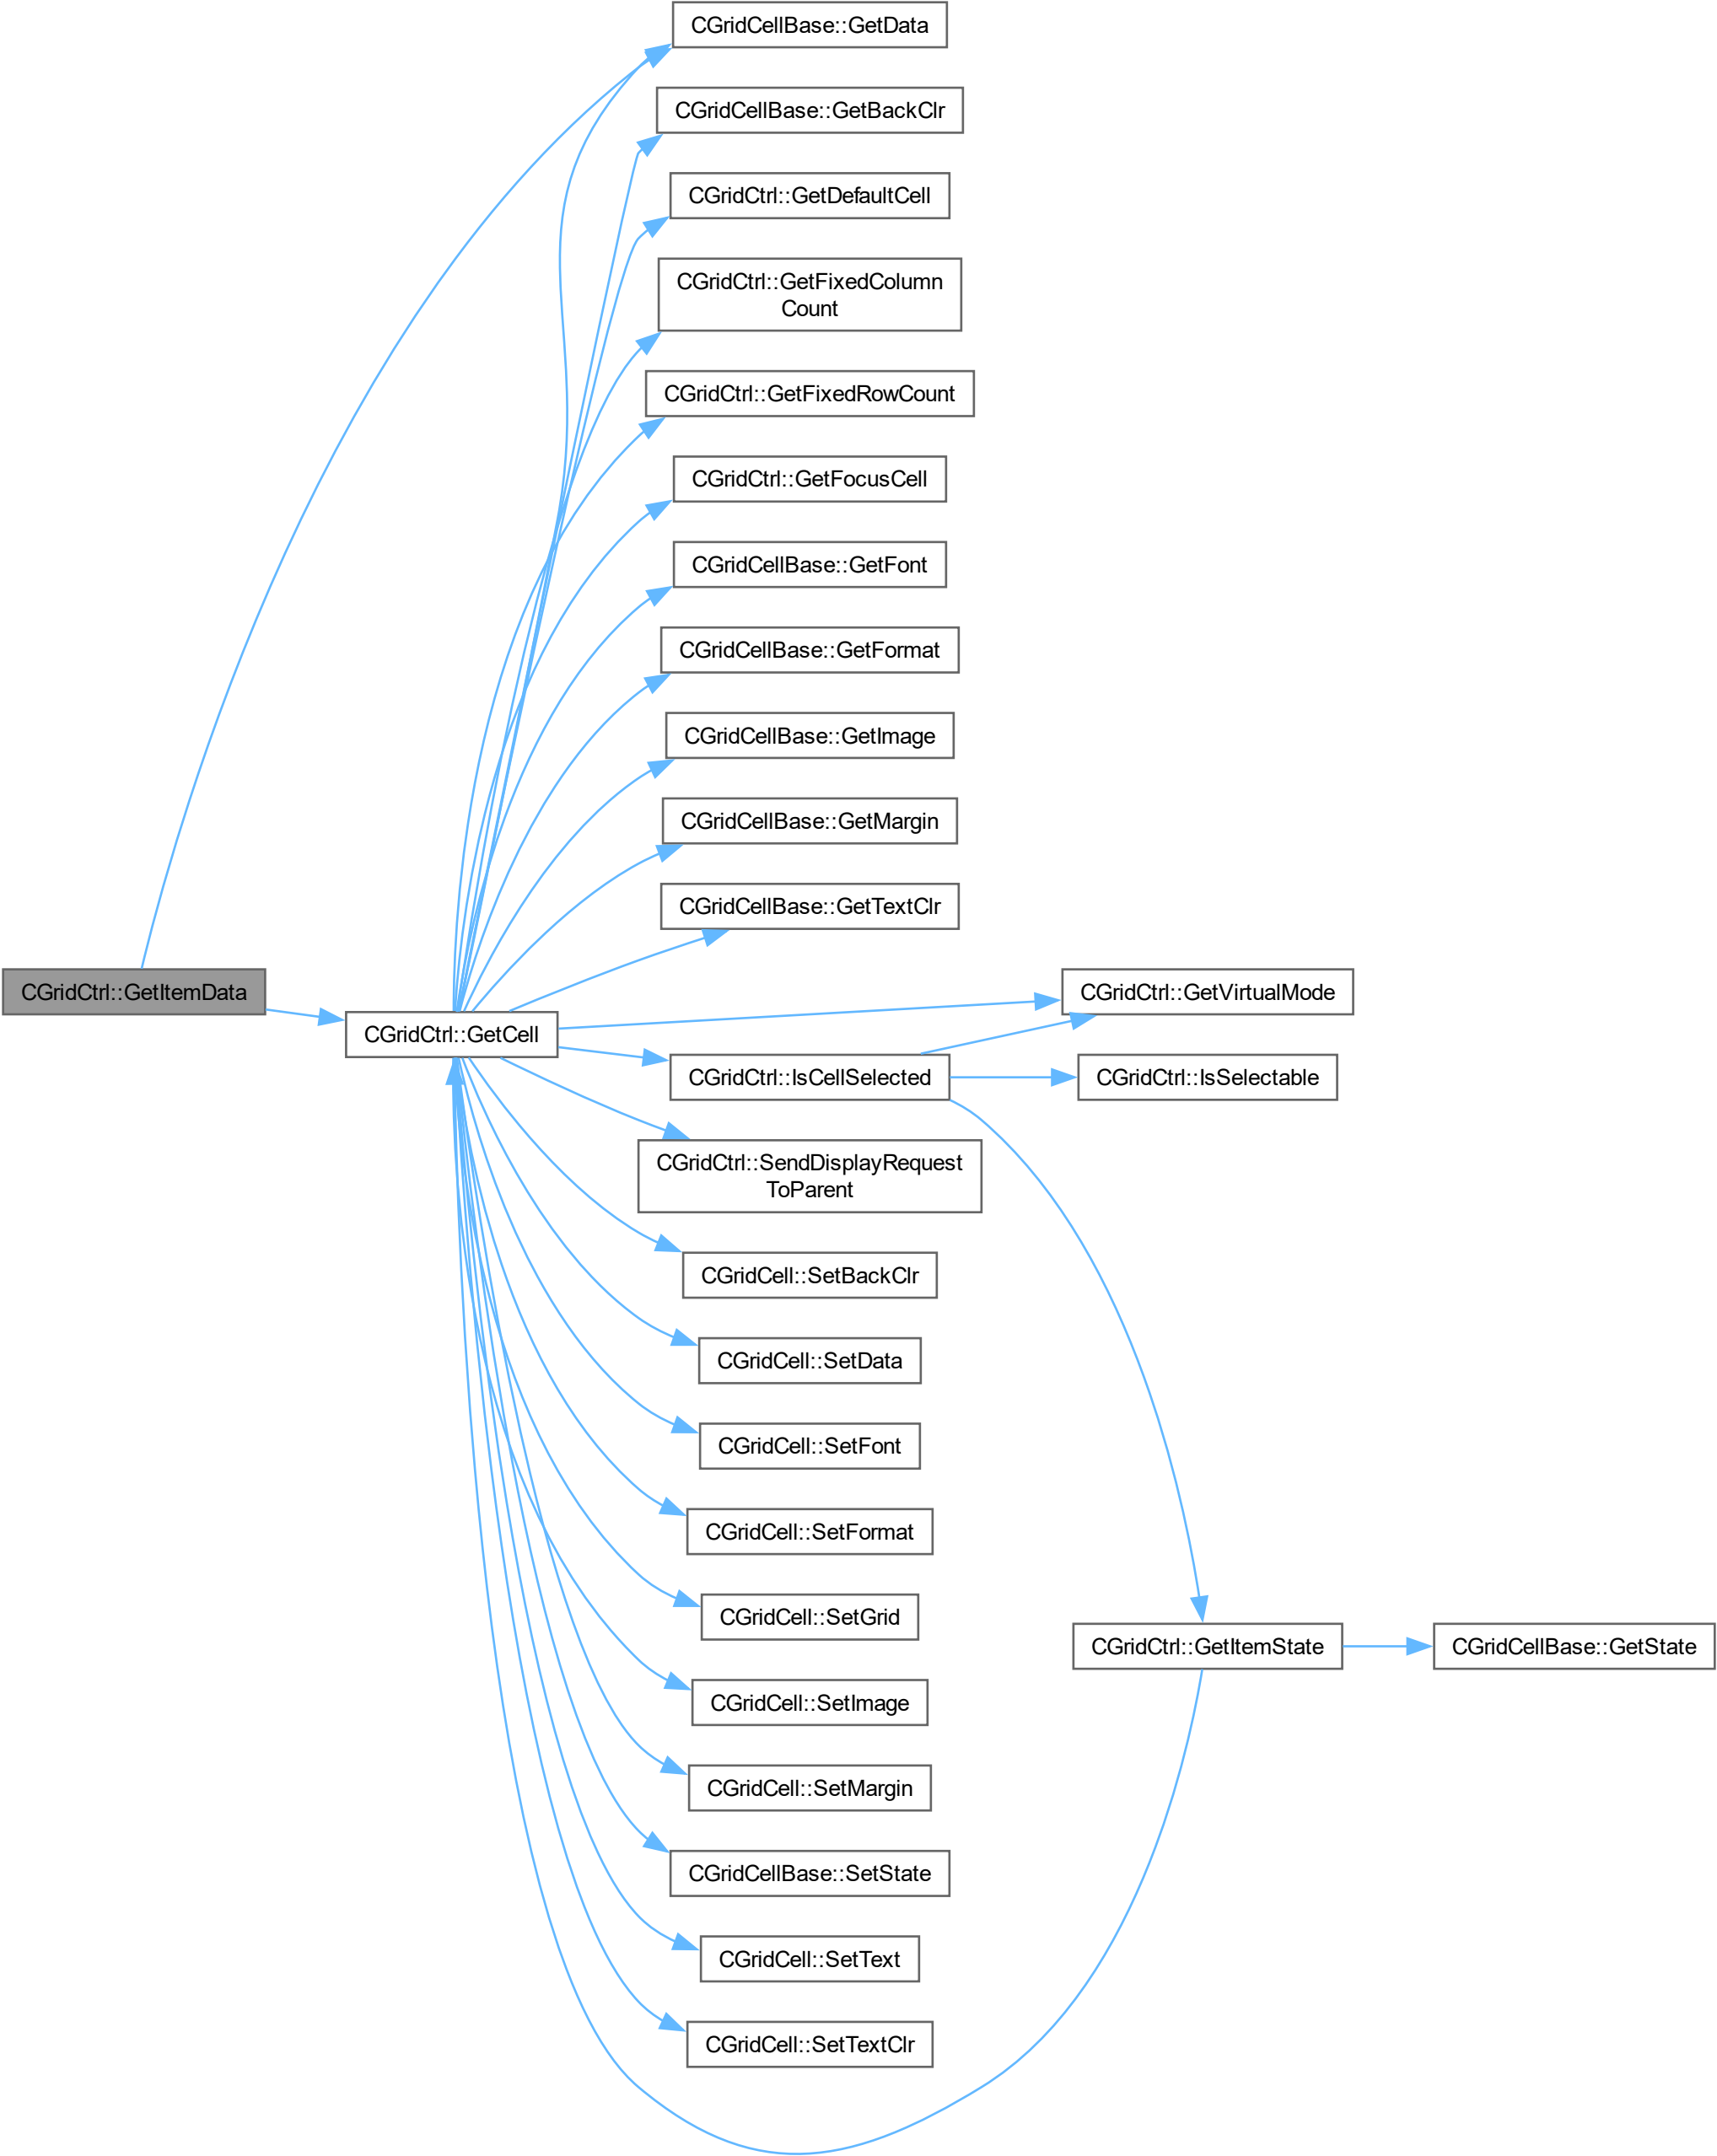 CGridCellBase::GetData
CGridCellBase::GetBackClr
CGridCtrl::GetDefaultCell
CGridCtrl::GetFixedColumn
Count
CGridCtrl::GetFixedRowCount
CGridCtrl::GetFocusCell
CGridCellBase::GetFont
CGridCellBase::GetFormat
CGridCellBase::GetImage
CGridCellBase::GetMargin
CGridCellBase::GetTextClr
CGridCtrl::GetItemData
CGridCtrl::GetVirtualMode
CGridCtrl::GetCell
CGridCtrl::IsCellSelected
CGridCtrl::IsSelectable
CGridCtrl::SendDisplayRequest
ToParent
CGridCell::SetBackClr
CGridCell::SetData
CGridCell::SetFont
CGridCell::SetFormat
CGridCell::SetGrid
CGridCtrl::GetItemState
CGridCellBase::GetState
CGridCell::SetImage
CGridCell::SetMargin
CGridCellBase::SetState
CGridCell::SetText
CGridCell::SetTextClr